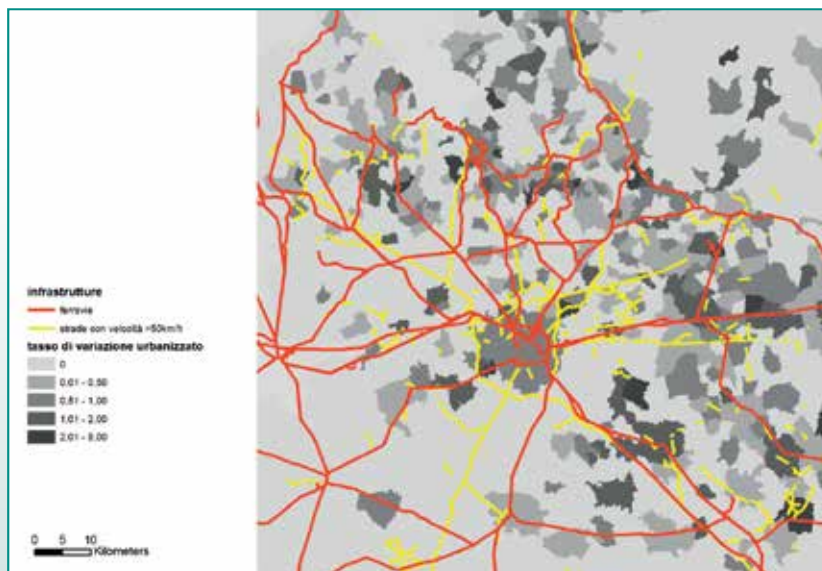 infrastrutture
ferrovie
strade con velocità >50km/h
tasso di variazione urbanizzato
0
0,01 - 0,50
0,51 - 1,00
1,01 - 2,00
2,01 - 9,00
0 5 10
Kilometers